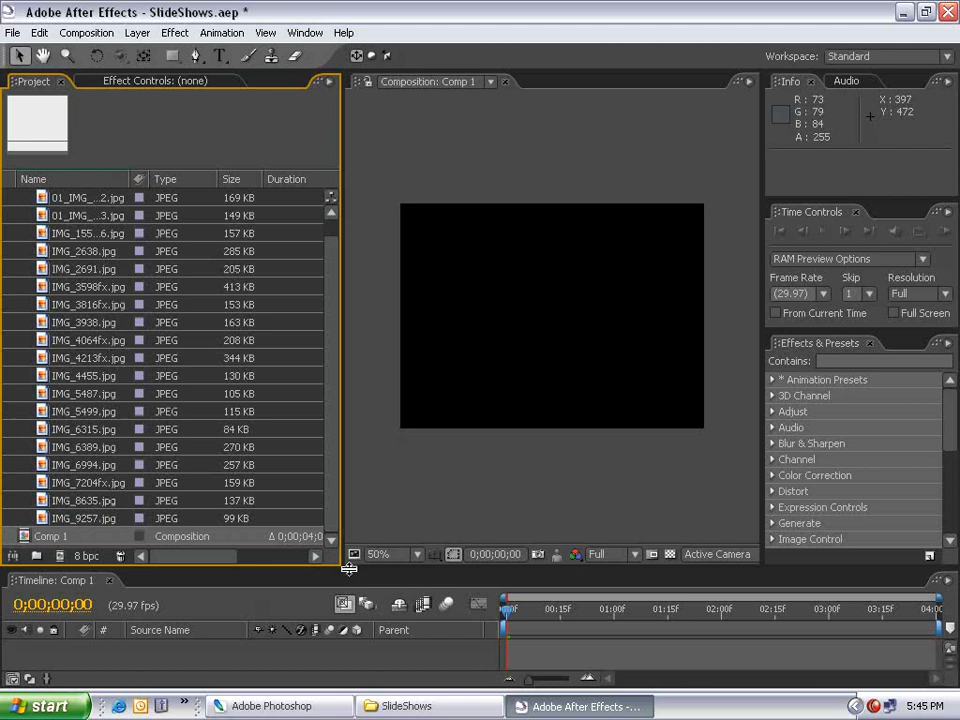 Adobe After Effects - SlideShows.aep *
File Edit Composition Layer Effect Animation View Window Help
Workspace: Standard
Project Effect Controls: (none)
Composition: Comp 1
Info Audio
R : 73
G : 79
B : 84
A : 255
X : 397
Y : 472
Name Type Size Duration
01_IMG_...2.jpg JPEG 169 KB
01_IMG_...3.jpg JPEG 149 KB
IMG_155...6.jpg JPEG 157 KB
IMG_2638.jpg JPEG 285 KB
IMG_2691.jpg JPEG 205 KB
IMG_3598fx.jpg JPEG 413 KB
IMG_3816fx.jpg JPEG 153 KB
IMG_3938.jpg JPEG 163 KB
IMG_4064fx.jpg JPEG 208 KB
IMG_4213fx.jpg JPEG 344 KB
IMG_4455.jpg JPEG 130 KB
IMG_5487.jpg JPEG 105 KB
IMG_5499.jpg JPEG 115 KB
IMG_6315.jpg JPEG 84 KB
IMG_6389.jpg JPEG 270 KB
IMG_6994.jpg JPEG 257 KB
IMG_7204fx.jpg JPEG 159 KB
IMG_8635.jpg JPEG 137 KB
IMG_9257.jpg JPEG 99 KB
Comp 1 Composition Δ 0;00;04;0
8 bpc
50% 0;00;00;00 Full Active Camera
Time Controls
RAM Preview Options
Frame Rate Skip Resolution
(29.97) 1 Full
From Current Time Full Screen
Effects & Presets
Contains:
* Animation Presets
3D Channel
Adjust
Audio
Blur & Sharpen
Channel
Color Correction
Distort
Expression Controls
Generate
Image Control
Timeline: Comp 1
0;00;00;00 (29.97 fps)
# Source Name Parent
00:15F 01:00F 01:15F 02:00F 02:15F 03:00F 03:15F 04:00
start Adobe Photoshop SlideShows Adobe After Effects -... 5:45 PM